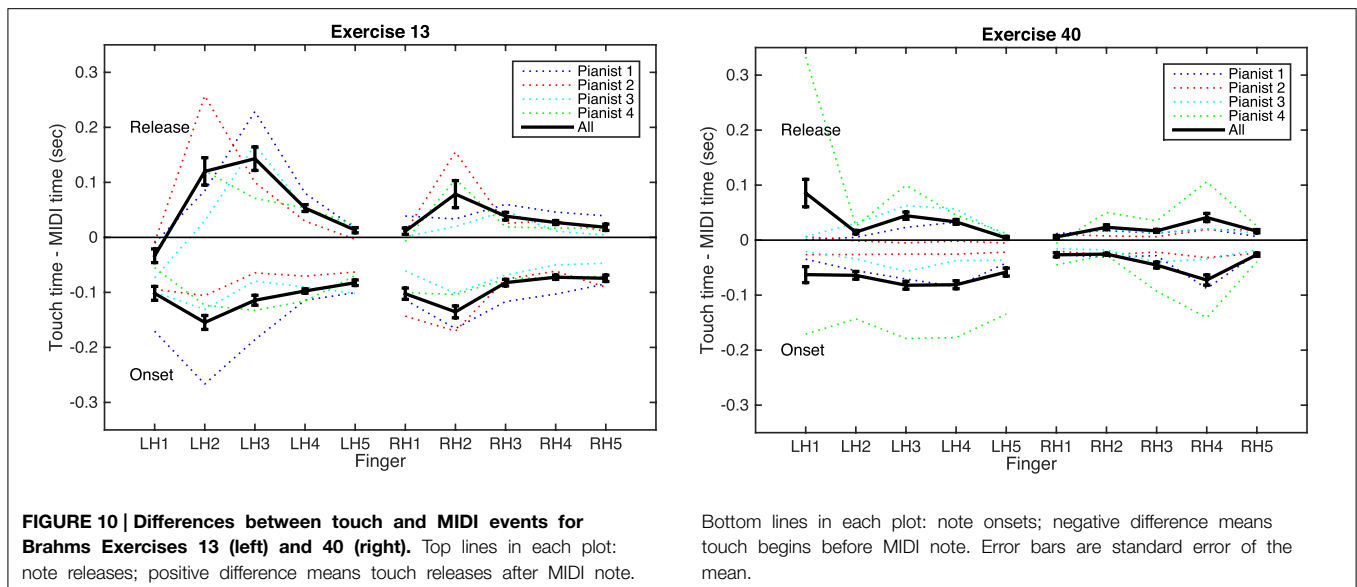 Exercise 13
0.3
0.2
0.1
0
-0.1
-0.2
-0.3
Touch time - MIDI time (sec)
Release
Onset
Pianist 1
Pianist 2
Pianist 3
Pianist 4
All
LH1 LH2 LH3 LH4 LH5 RH1 RH2 RH3 RH4 RH5
Finger
Exercise 40
0.3
0.2
0.1
0
-0.1
-0.2
-0.3
Touch time - MIDI time (sec)
Release
Onset
Pianist 1
Pianist 2
Pianist 3
Pianist 4
All
LH1 LH2 LH3 LH4 LH5 RH1 RH2 RH3 RH4 RH5
Finger
FIGURE 10 | Differences between touch and MIDI events for
Brahms Exercises 13 (left) and 40 (right). Top lines in each plot:
note releases; positive difference means touch releases after MIDI note.
Bottom lines in each plot: note onsets; negative difference means
touch begins before MIDI note. Error bars are standard error of the
mean.